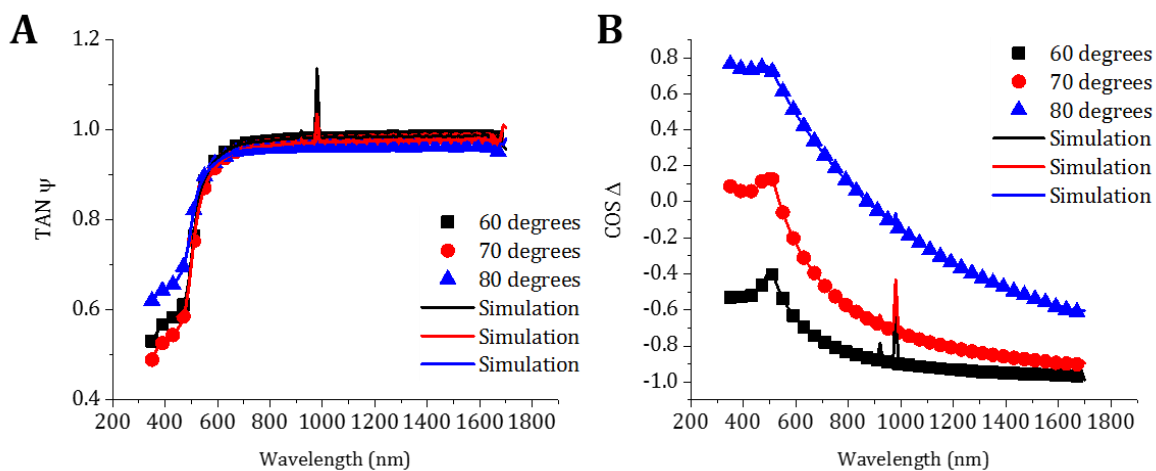 A
TAN ψ
1.2
1.0
0.8
0.6
0.4
200 400 600 800 1000 1200 1400 1600 1800
Wavelength (nm)
60 degrees
70 degrees
80 degrees
Simulation
Simulation
Simulation
B
COS Δ
0.8
0.6
0.4
0.2
0.0
-0.2
-0.4
-0.6
-0.8
-1.0
200 400 600 800 1000 1200 1400 1600 1800
Wavelength (nm)
60 degrees
70 degrees
80 degrees
Simulation
Simulation
Simulation